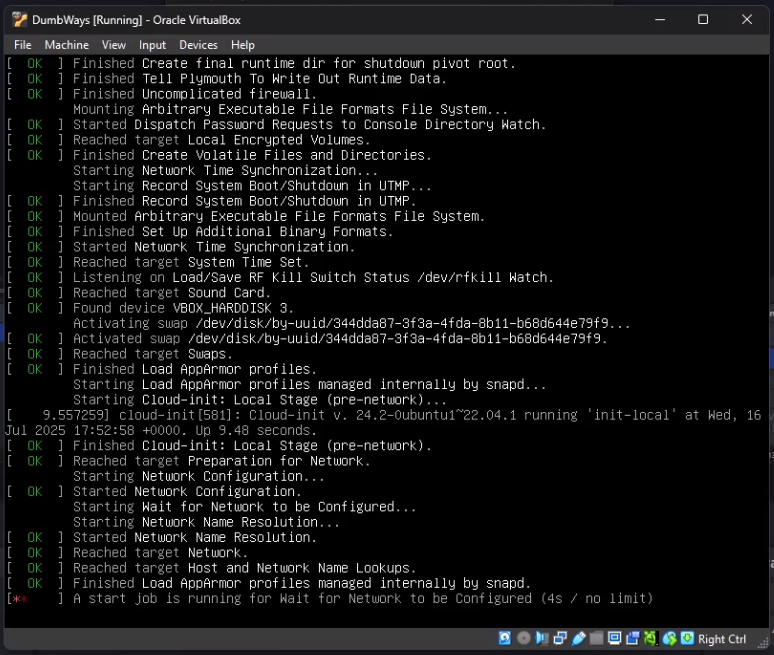 DumbWays [Running] - Oracle VirtualBox
File Machine View Input Devices Help
[  OK  ] Finished Create final runtime dir for shutdown pivot root.
[  OK  ] Finished Tell Plymouth To Write Out Runtime Data.
[  OK  ] Finished Uncomplicated firewall.
         Mounting Arbitrary Executable File Formats File System...
[  OK  ] Started Dispatch Password Requests to Console Directory Watch.
[  OK  ] Reached target Local Encrypted Volumes.
[  OK  ] Finished Create Volatile Files and Directories.
         Starting Network Time Synchronization...
         Starting Record System Boot/Shutdown in UTMP...
[  OK  ] Finished Record System Boot/Shutdown in UTMP.
[  OK  ] Mounted Arbitrary Executable File Formats File System.
[  OK  ] Finished Set Up Additional Binary Formats.
[  OK  ] Started Network Time Synchronization.
[  OK  ] Reached target System Time Set.
[  OK  ] Listening on Load/Save RF Kill Switch Status /dev/rfkill Watch.
[  OK  ] Reached target Sound Card.
[  OK  ] Found device VBOX_HARDDISK 3.
         Activating swap /dev/disk/by-uuid/344dda87-3f3a-4fda-8b11-b68d644e79f9...
[  OK  ] Activated swap /dev/disk/by-uuid/344dda87-3f3a-4fda-8b11-b68d644e79f9.
[  OK  ] Reached target Swaps.
[  OK  ] Finished Load AppArmor profiles.
         Starting Load AppArmor profiles managed internally by snapd...
         Starting Cloud-init: Local Stage (pre-network)...
[    9.557259] cloud-init[581]: Cloud-init v. 24.2-0ubuntu1~22.04.1 running 'init-local' at Wed, 16
Jul 2025 17:52:58 +0000. Up 9.48 seconds.
[  OK  ] Finished Cloud-init: Local Stage (pre-network).
[  OK  ] Reached target Preparation for Network.
         Starting Network Configuration...
[  OK  ] Started Network Configuration.
         Starting Wait for Network to be Configured...
         Starting Network Name Resolution...
[  OK  ] Started Network Name Resolution.
[  OK  ] Reached target Network.
[  OK  ] Reached target Host and Network Name Lookups.
[  OK  ] Finished Load AppArmor profiles managed internally by snapd.
[**    ] A start job is running for Wait for Network to be Configured (4s / no limit)
Right Ctrl